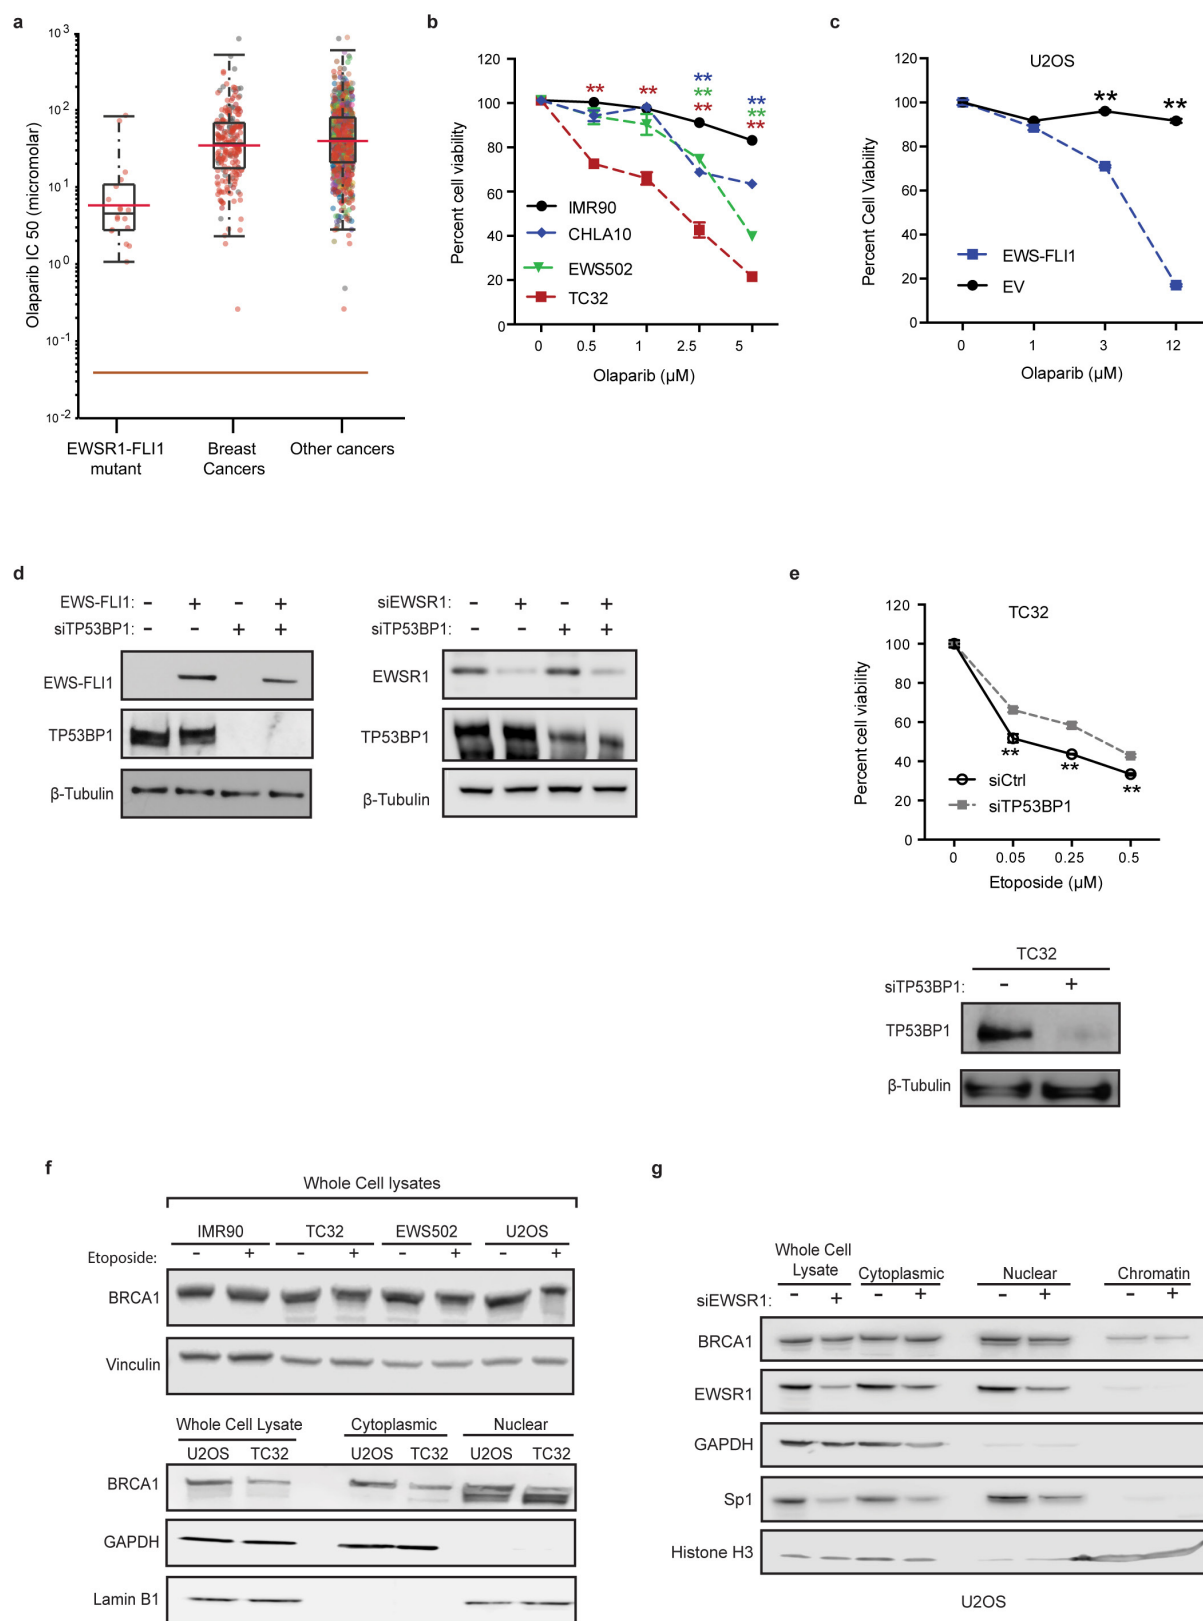 a
10³
10²
10¹
10⁰
10⁻¹
10⁻²
Olaparib IC 50 (micromolar)
EWSR1-FLI1
mutant
Breast
Cancers
Other cancers
b
120
100
80
60
40
20
0
Percent cell viability
** ** ** ** ** ** ** **
IMR90
CHLA10
EWS502
TC32
0 0.5 1 2.5 5
Olaparib (µM)
c
U2OS
120
100
80
60
40
20
0
Percent Cell Viability
** **
EWS-FLI1
EV
0 1 3 12
Olaparib (µM)
d
EWS-FLI1: - + - +
siTP53BP1: - - + +
EWS-FLI1
TP53BP1
β-Tubulin
siEWSR1: - + - +
siTP53BP1: - - + +
EWSR1
TP53BP1
β-Tubulin
e
TC32
120
100
80
60
40
20
0
Percent cell viability
** ** **
siCtrl
siTP53BP1
0 0.05 0.25 0.5
Etoposide (µM)
TC32
siTP53BP1: - +
TP53BP1
β-Tubulin
f
Whole Cell lysates
IMR90 TC32 EWS502 U2OS
Etoposide: - + - + - + - +
BRCA1
Vinculin
Whole Cell Lysate Cytoplasmic Nuclear
U2OS TC32 U2OS TC32 U2OS TC32
BRCA1
GAPDH
Lamin B1
g
Whole Cell
Lysate Cytoplasmic Nuclear Chromatin
siEWSR1: - + - + - + - +
BRCA1
EWSR1
GAPDH
Sp1
Histone H3
U2OS